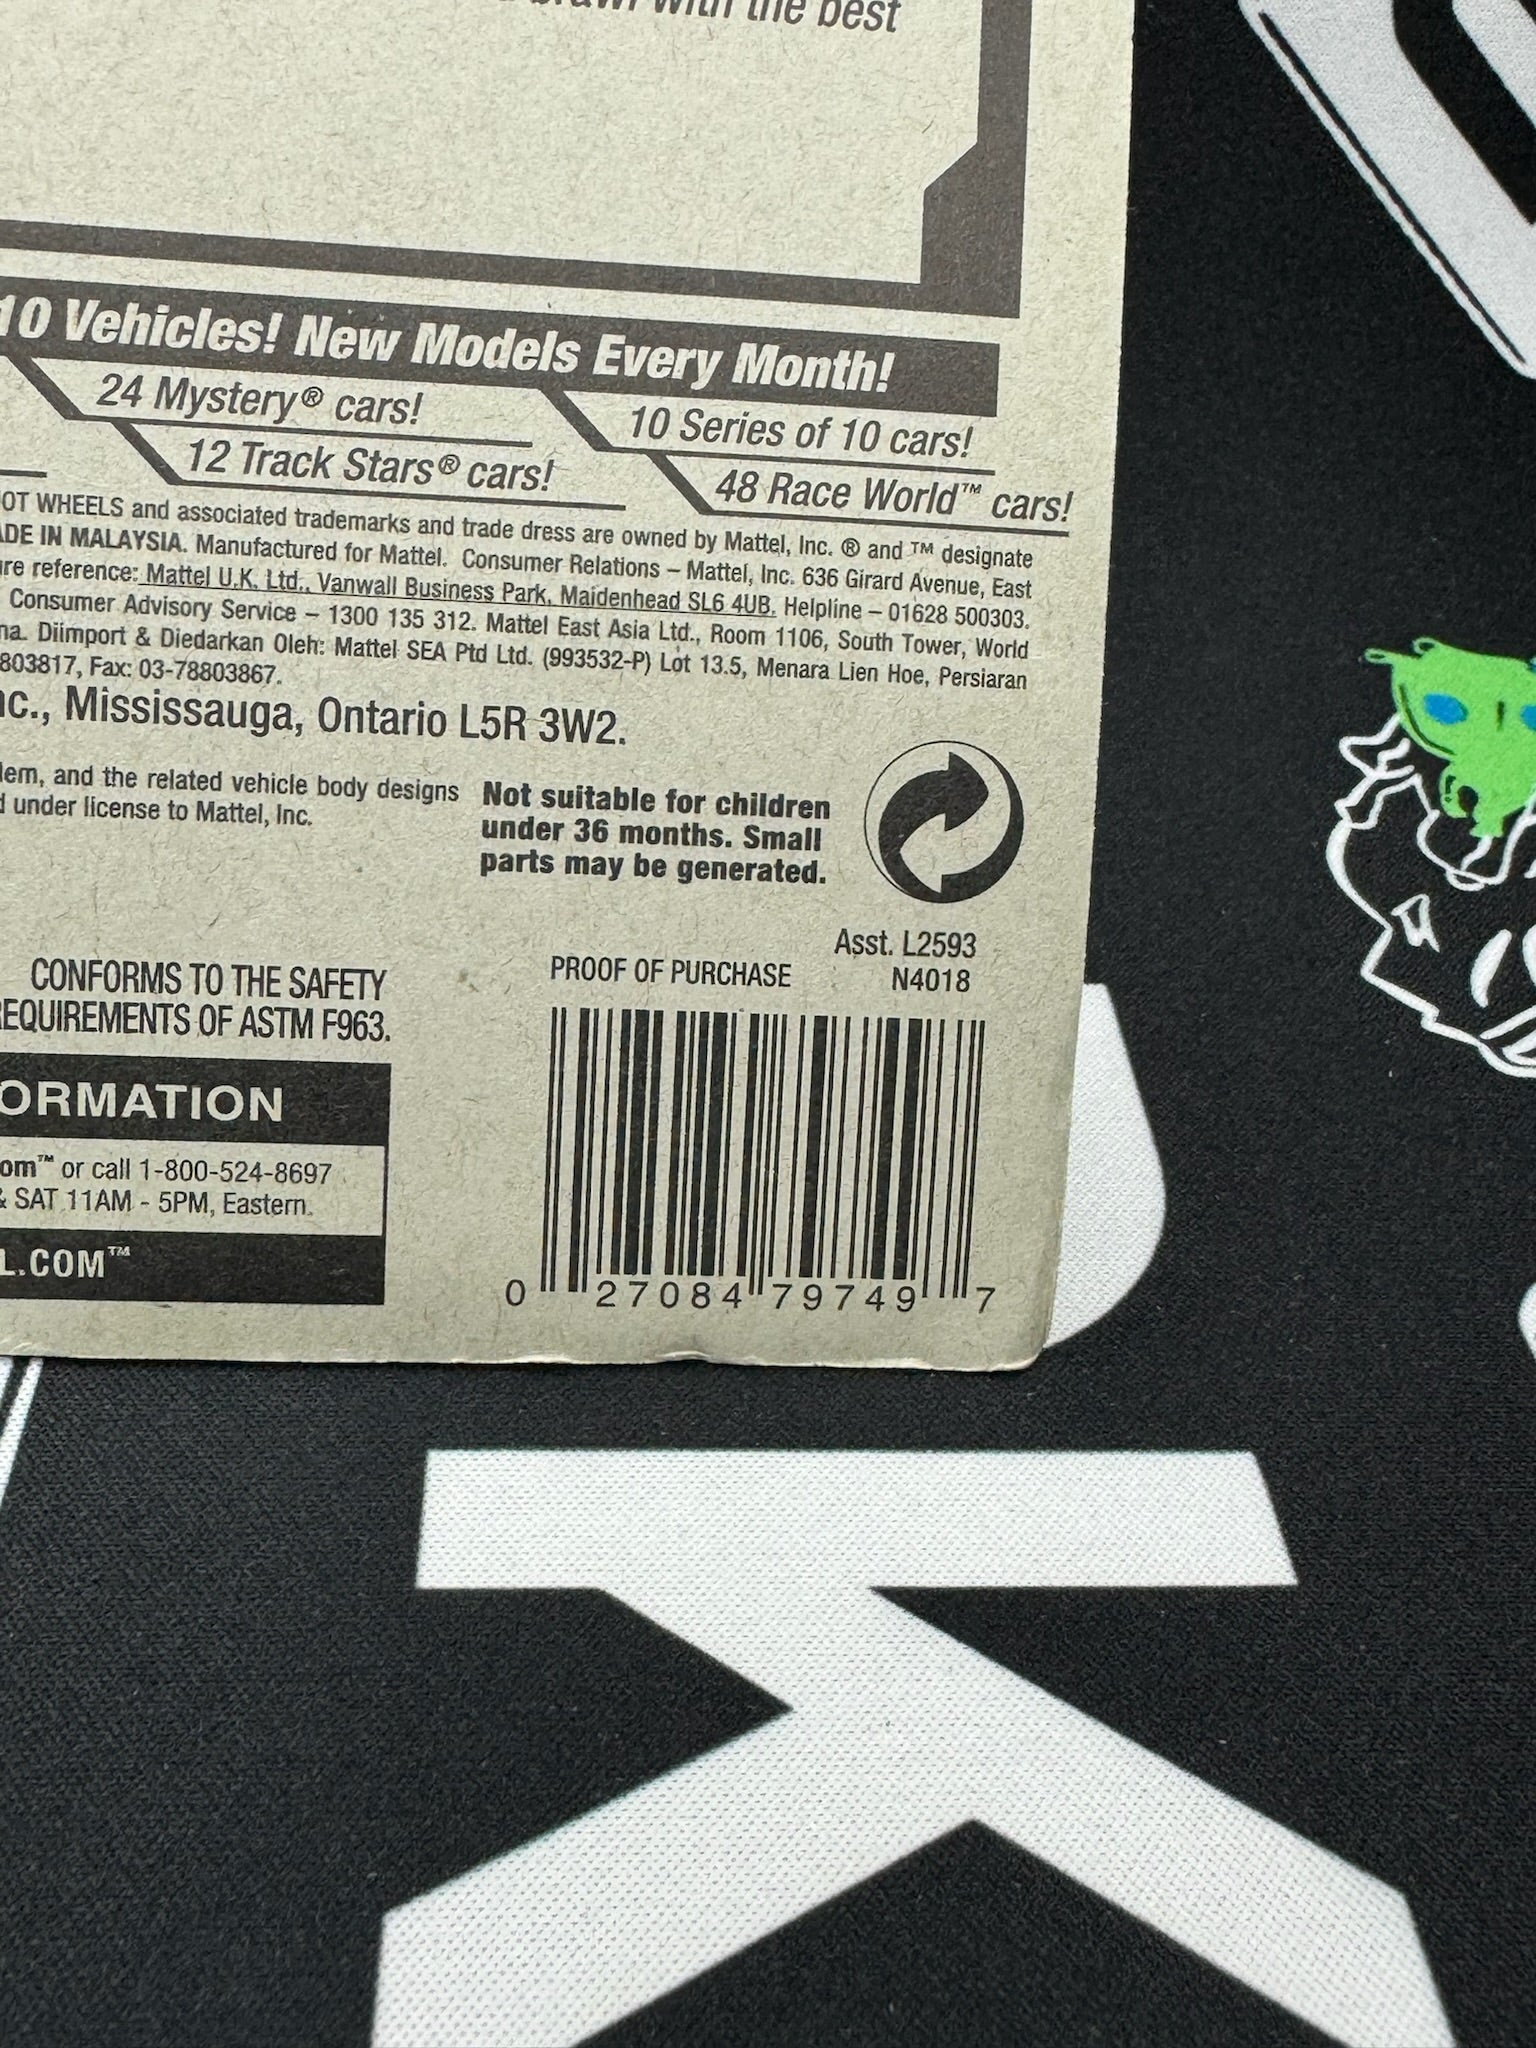 with the best
10 Vehicles! New Models Every Month!
24 Mystery® cars!
10 Series of 10 cars!
12 Track Stars® cars!
48 Race World™ cars!
OT WHEELS and associated trademarks and trade dress are owned by Mattel, Inc. ® and ™ designate
ADE IN MALAYSIA. Manufactured for Mattel. Consumer Relations – Mattel, Inc. 636 Girard Avenue, East
re reference: Mattel U.K. Ltd., Vanwall Business Park, Maidenhead SL6 4UB. Helpline – 01628 500303.
Consumer Advisory Service – 1300 135 312. Mattel East Asia Ltd., Room 1106, South Tower, World
na. Diimport & Diedarkan Oleh: Mattel SEA Ptd Ltd. (993532-P) Lot 13.5, Menara Lien Hoe, Persiaran
803817, Fax: 03-78803867.
nc., Mississauga, Ontario L5R 3W2.
lem, and the related vehicle body designs
d under license to Mattel, Inc.
Not suitable for children
under 36 months. Small
parts may be generated.
Asst. L2593
PROOF OF PURCHASE N4018
CONFORMS TO THE SAFETY
REQUIREMENTS OF ASTM F963.
ORMATION
om™ or call 1-800-524-8697
& SAT 11AM - 5PM, Eastern.
L.COM™
0 27084 79749 7